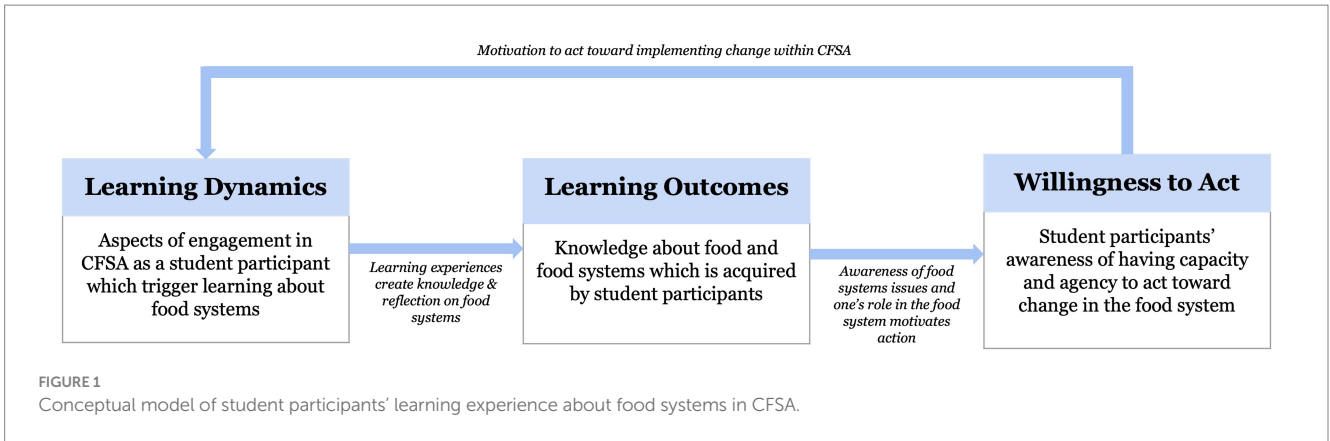 Motivation to act toward implementing change within CFSA
Learning Dynamics
Aspects of engagement in
CFSA as a student participant
which trigger learning about
food systems
Learning experiences
create knowledge &
reflection on food
systems
Learning Outcomes
Knowledge about food and
food systems which is acquired
by student participants
Awareness of food
systems issues and
one's role in the food
system motivates
action
Willingness to Act
Student participants'
awareness of having capacity
and agency to act toward
change in the food system
FIGURE 1
Conceptual model of student participants' learning experience about food systems in CFSA.